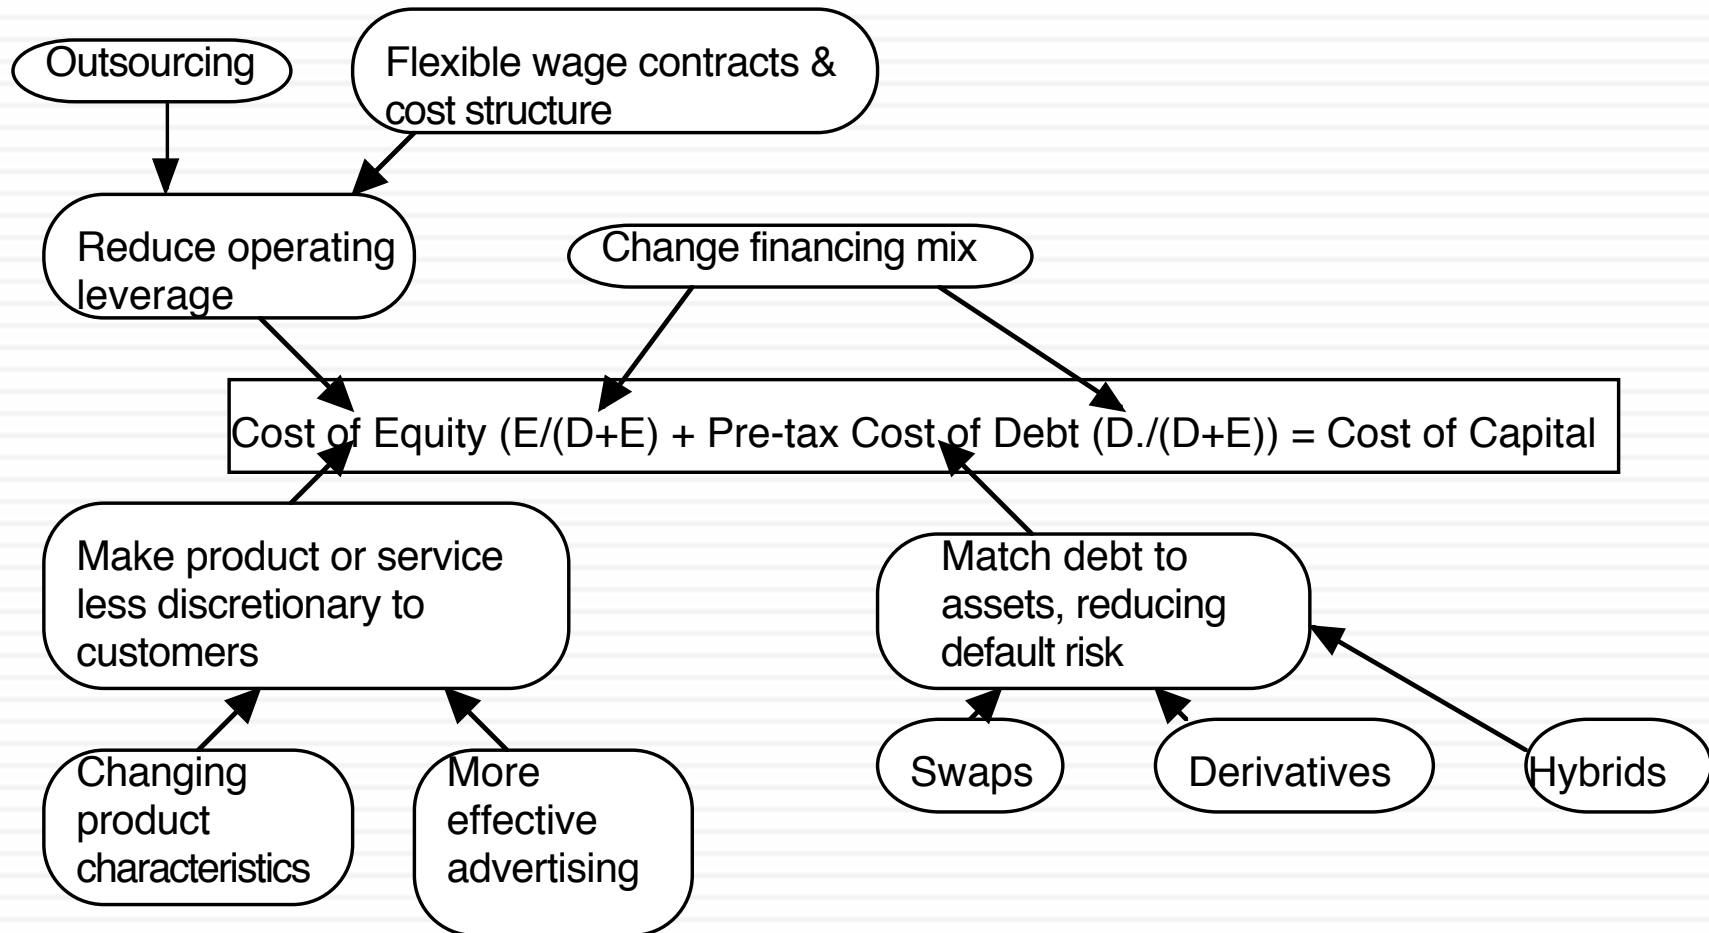 Outsourcing
Flexible wage contracts &
cost structure
Reduce operating
leverage
Change financing mix
Cost of Equity (E/(D+E) + Pre-tax Cost of Debt (D./(D+E)) = Cost of Capital
Make product or service
less discretionary to
customers
Match debt to
assets, reducing
default risk
Changing
product
characteristics
More
effective
advertising
Swaps
Derivatives
Hybrids